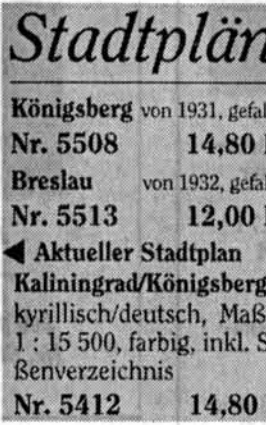 Stadtplän
Königsberg von 1931, gefal
Nr. 5508 14,80
Breslau von 1932, gefal
Nr. 5513 12,00
◀ Aktueller Stadtplan
Kaliningrad/Königsberg
kyrillisch/deutsch, Maß
1 : 15 500, farbig, inkl. S
ßenverzeichnis
Nr. 5412 14,80